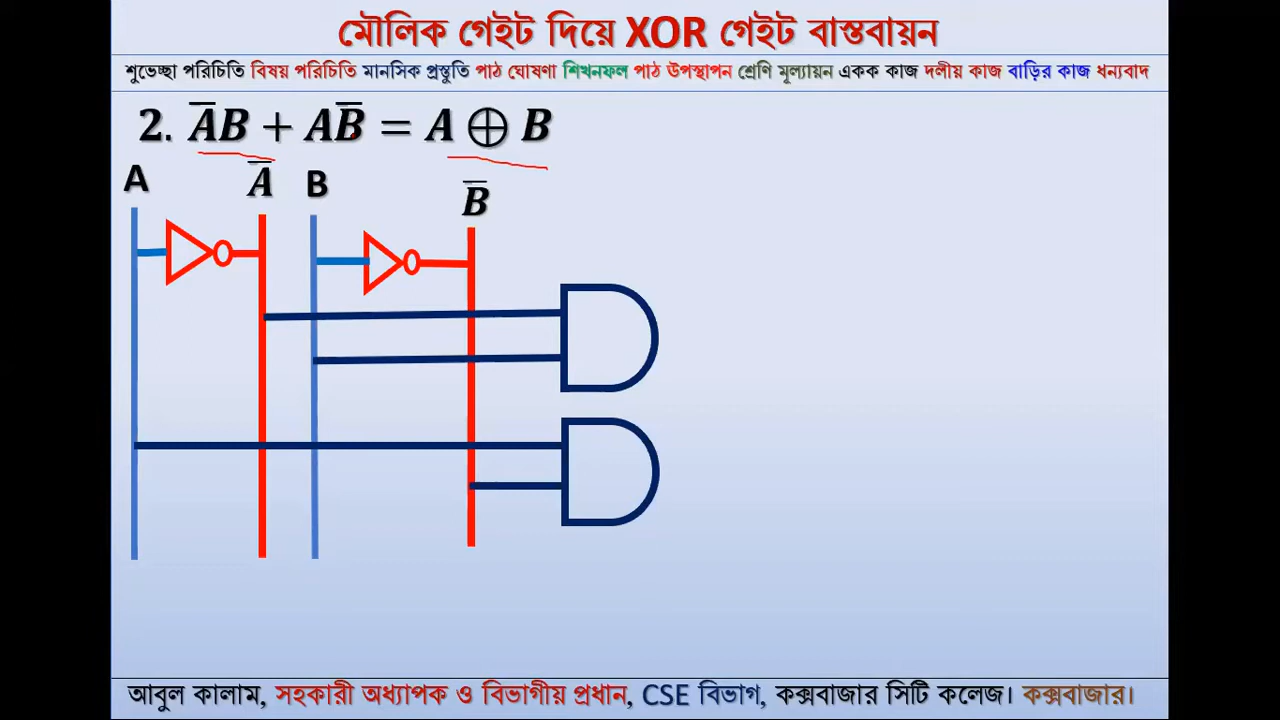 মৌলিক গেইট দিয়ে XOR গেইট বাস্তবায়ন
শুভেচ্ছা পরিচিতি বিষয় পরিচিতি মানসিক প্রস্তুতি পাঠ ঘোষণা শিখনফল পাঠ উপস্থাপন শ্রেণি মূল্যায়ন একক কাজ দলীয় কাজ বাড়ির কাজ ধন্যবাদ
2. A̅B + AB̅ = A ⊕ B
A A̅ B B̅
আবুল কালাম, সহকারী অধ্যাপক ও বিভাগীয় প্রধান, CSE বিভাগ, কক্সবাজার সিটি কলেজ। কক্সবাজার।